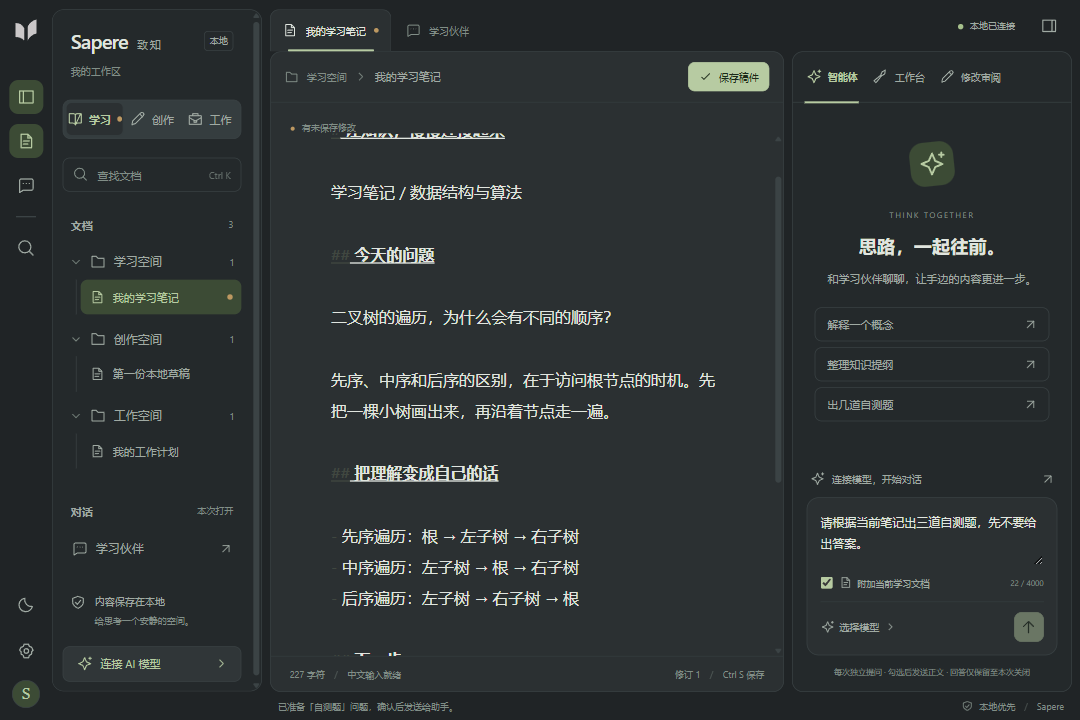 Sapere 致知
本地
我的工作区
学习
创作
工作
查找文档
Ctrl K
文档
3
学习空间
1
我的学习笔记
创作空间
1
第一份本地草稿
工作空间
1
我的工作计划
对话
本次打开
学习伙伴
内容保存在本地
给思考一个安静的空间。
连接 AI 模型
S
我的学习笔记
学习伙伴
本地已连接
学习空间
我的学习笔记
保存稿件
有未保存修改
学习笔记 / 数据结构与算法
## 今天的问题
二叉树的遍历，为什么会有不同的顺序？
先序、中序和后序的区别，在于访问根节点的时机。先
把一棵小树画出来，再沿着节点走一遍。
## 把理解变成自己的话
- 先序遍历：根 → 左子树 → 右子树
- 中序遍历：左子树 → 根 → 右子树
- 后序遍历：左子树 → 右子树 → 根
227 字符 / 中文输入就绪
修订 1 / Ctrl S 保存
智能体
工作台
修改审阅
THINK TOGETHER
思路，一起往前。
和学习伙伴聊聊，让手边的内容更进一步。
解释一个概念
整理知识提纲
出几道自测题
连接模型，开始对话
请根据当前笔记出三道自测题，先不要给
出答案。
附加当前学习文档
22 / 4000
选择模型
每次独立提问 · 勾选后发送正文 · 回答仅保留至本次关闭
已准备「自测题」问题，确认后发送给助手。
本地优先 / Sapere